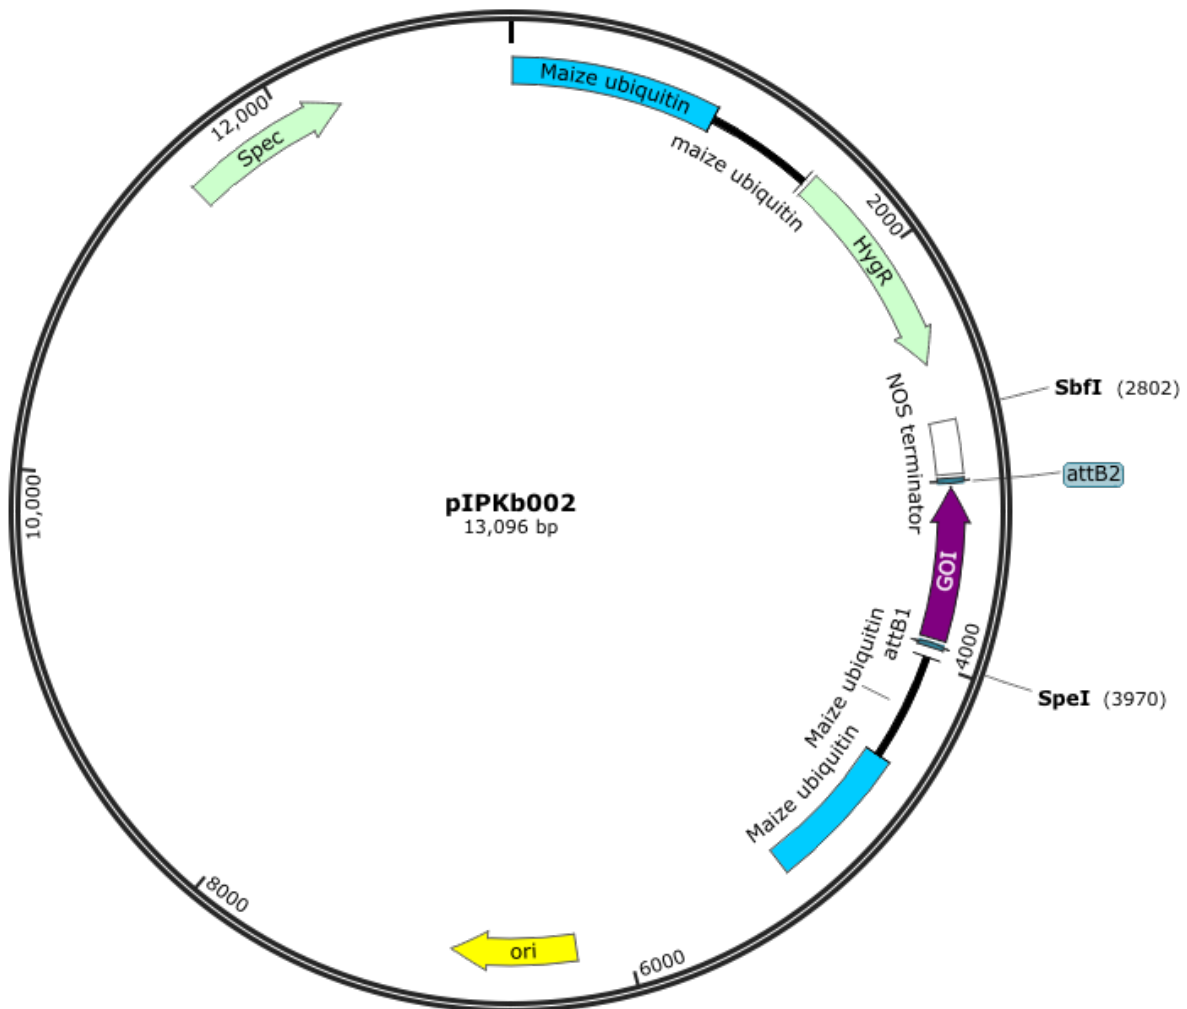 Maize ubiquitin
maize ubiquitin
12,000
Spec
2000
HygR
SbfI (2802)
NOS terminator
attB2
10,000
pIPKb002
13,096 bp
GOI
attB1
Maize ubiquitin
4000
SpeI (3970)
Maize ubiquitin
8000
ori
6000